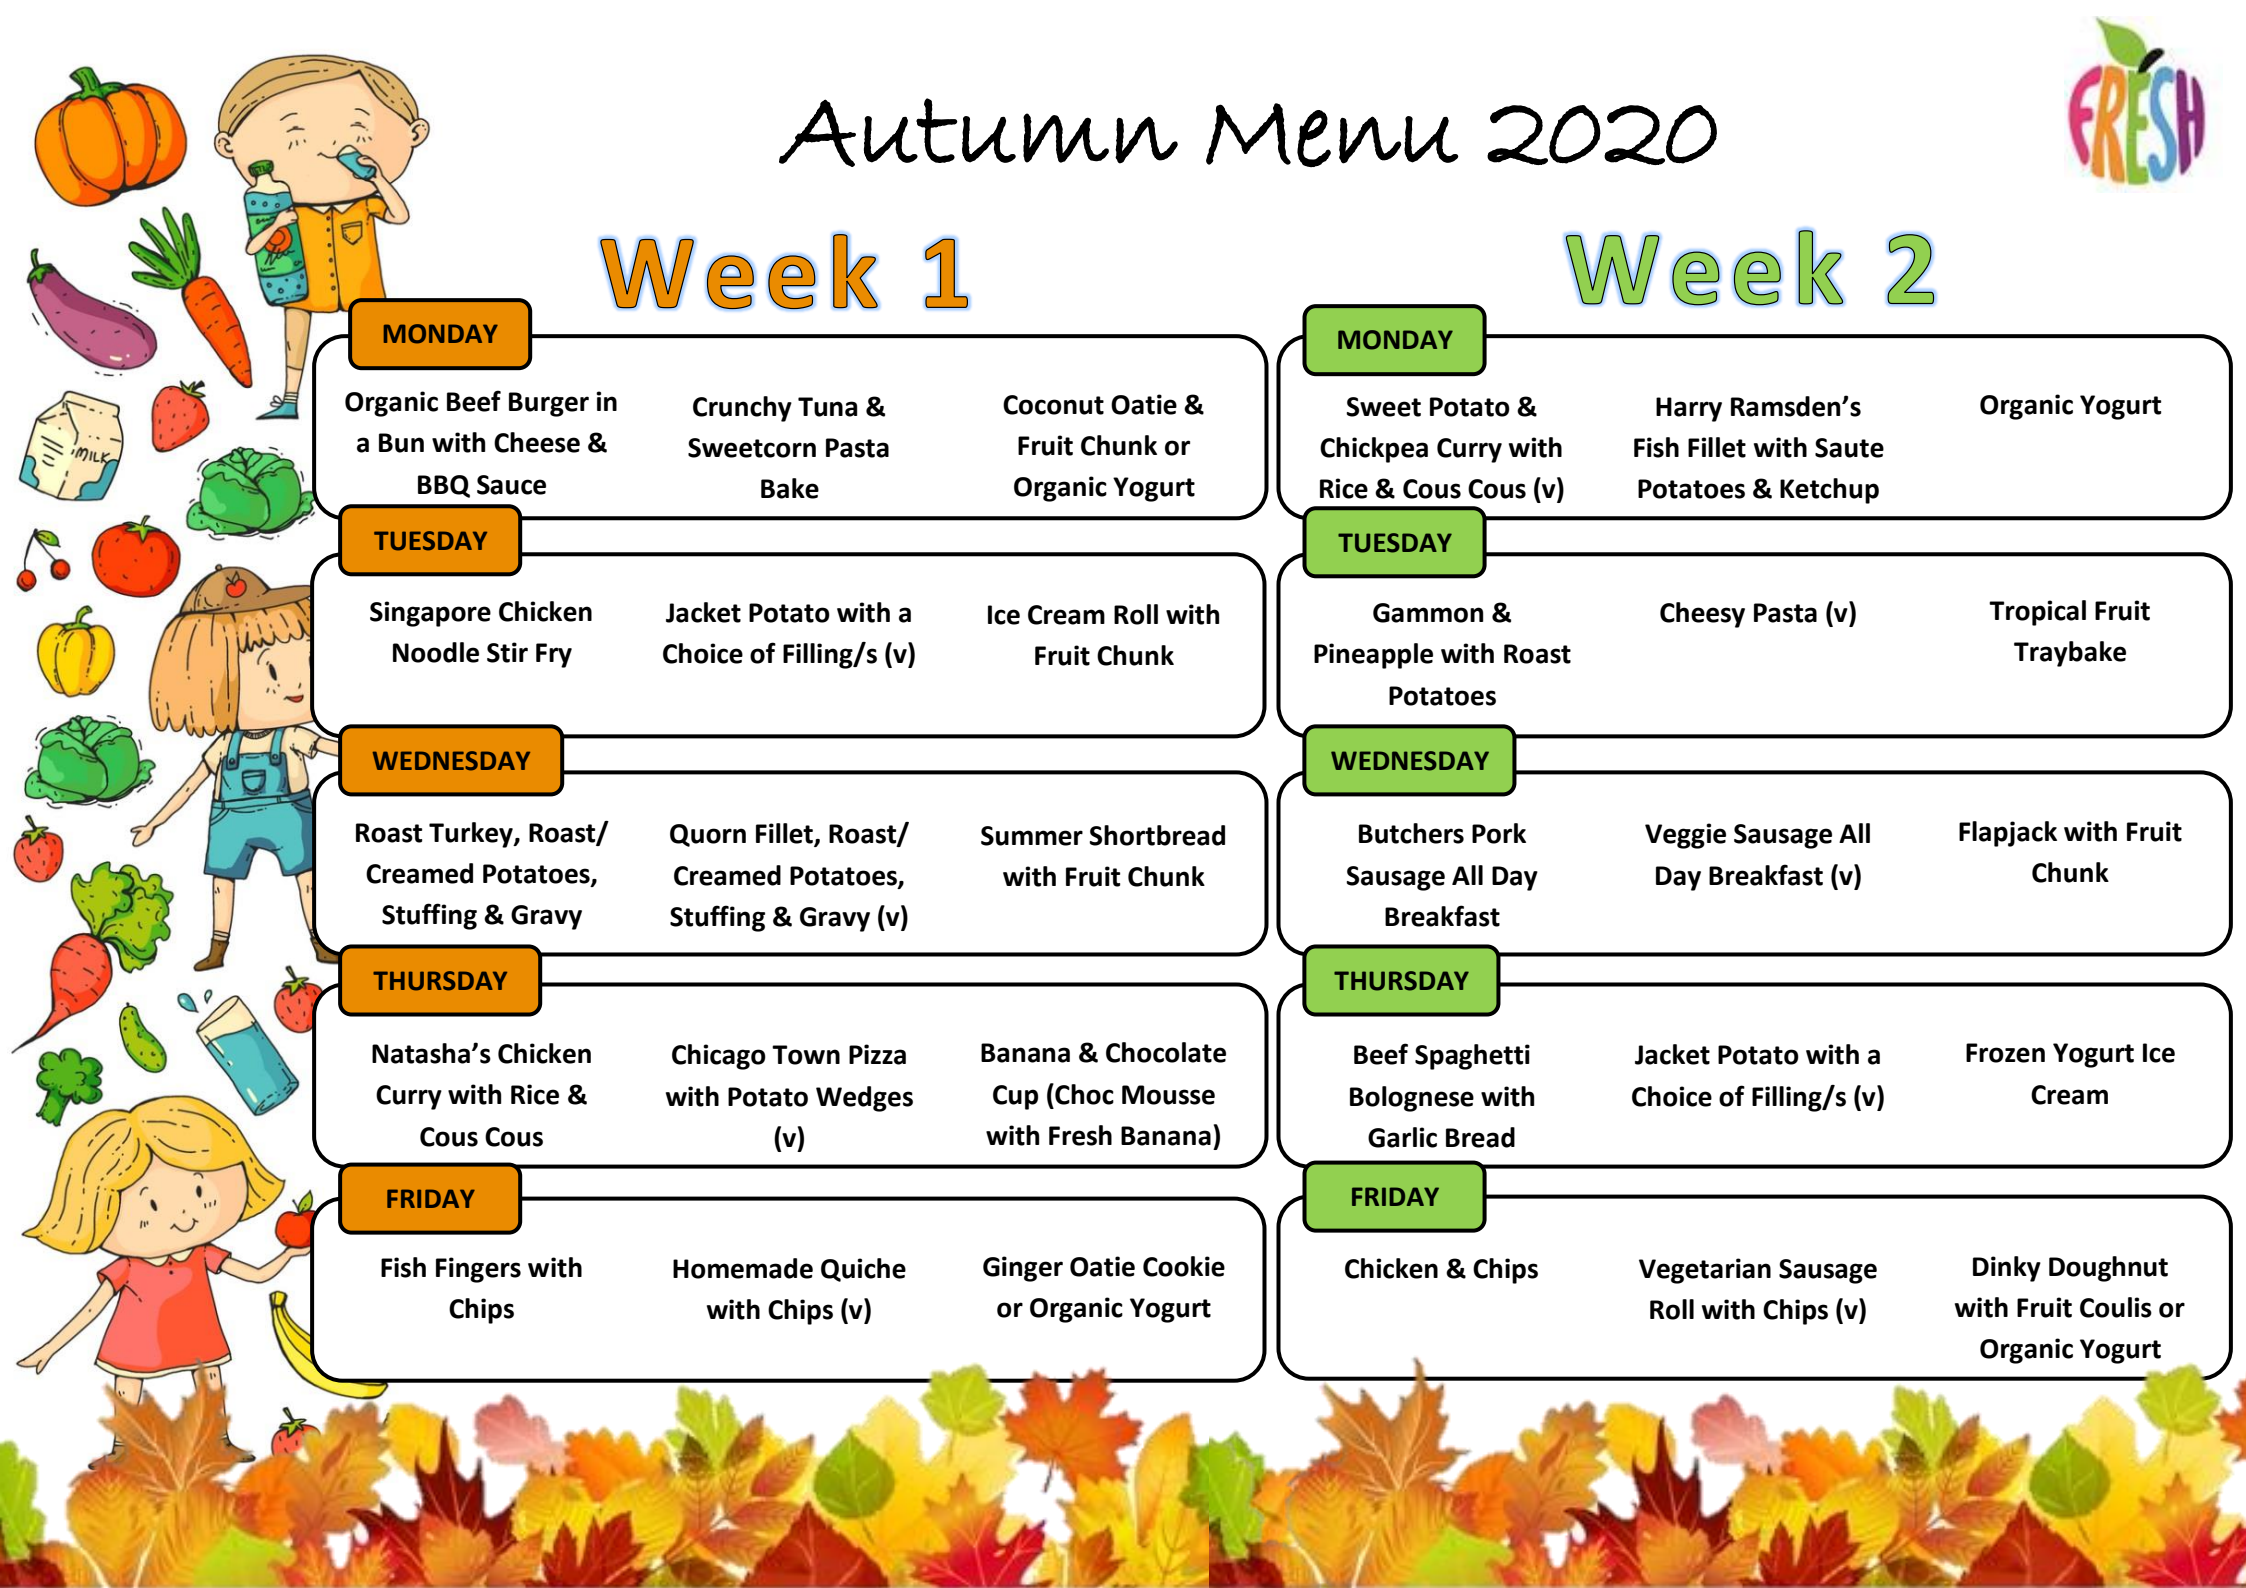 FRESH
Autumn Menu 2020
Week 1
MONDAY
Organic Beef Burger in
a Bun with Cheese &
BBQ Sauce
Crunchy Tuna &
Sweetcorn Pasta
Bake
Coconut Oatie &
Fruit Chunk or
Organic Yogurt
TUESDAY
Singapore Chicken
Noodle Stir Fry
Jacket Potato with a
Choice of Filling/s (v)
Ice Cream Roll with
Fruit Chunk
WEDNESDAY
Roast Turkey, Roast/
Creamed Potatoes,
Stuffing & Gravy
Quorn Fillet, Roast/
Creamed Potatoes,
Stuffing & Gravy (v)
Summer Shortbread
with Fruit Chunk
THURSDAY
Natasha’s Chicken
Curry with Rice &
Cous Cous
Chicago Town Pizza
with Potato Wedges
(v)
Banana & Chocolate
Cup (Choc Mousse
with Fresh Banana)
FRIDAY
Fish Fingers with
Chips
Homemade Quiche
with Chips (v)
Ginger Oatie Cookie
or Organic Yogurt
Week 2
MONDAY
Sweet Potato &
Chickpea Curry with
Rice & Cous Cous (v)
Harry Ramsden’s
Fish Fillet with Saute
Potatoes & Ketchup
Organic Yogurt
TUESDAY
Gammon &
Pineapple with Roast
Potatoes
Cheesy Pasta (v)
Tropical Fruit
Traybake
WEDNESDAY
Butchers Pork
Sausage All Day
Breakfast
Veggie Sausage All
Day Breakfast (v)
Flapjack with Fruit
Chunk
THURSDAY
Beef Spaghetti
Bolognese with
Garlic Bread
Jacket Potato with a
Choice of Filling/s (v)
Frozen Yogurt Ice
Cream
FRIDAY
Chicken & Chips
Vegetarian Sausage
Roll with Chips (v)
Dinky Doughnut
with Fruit Coulis or
Organic Yogurt
MILK